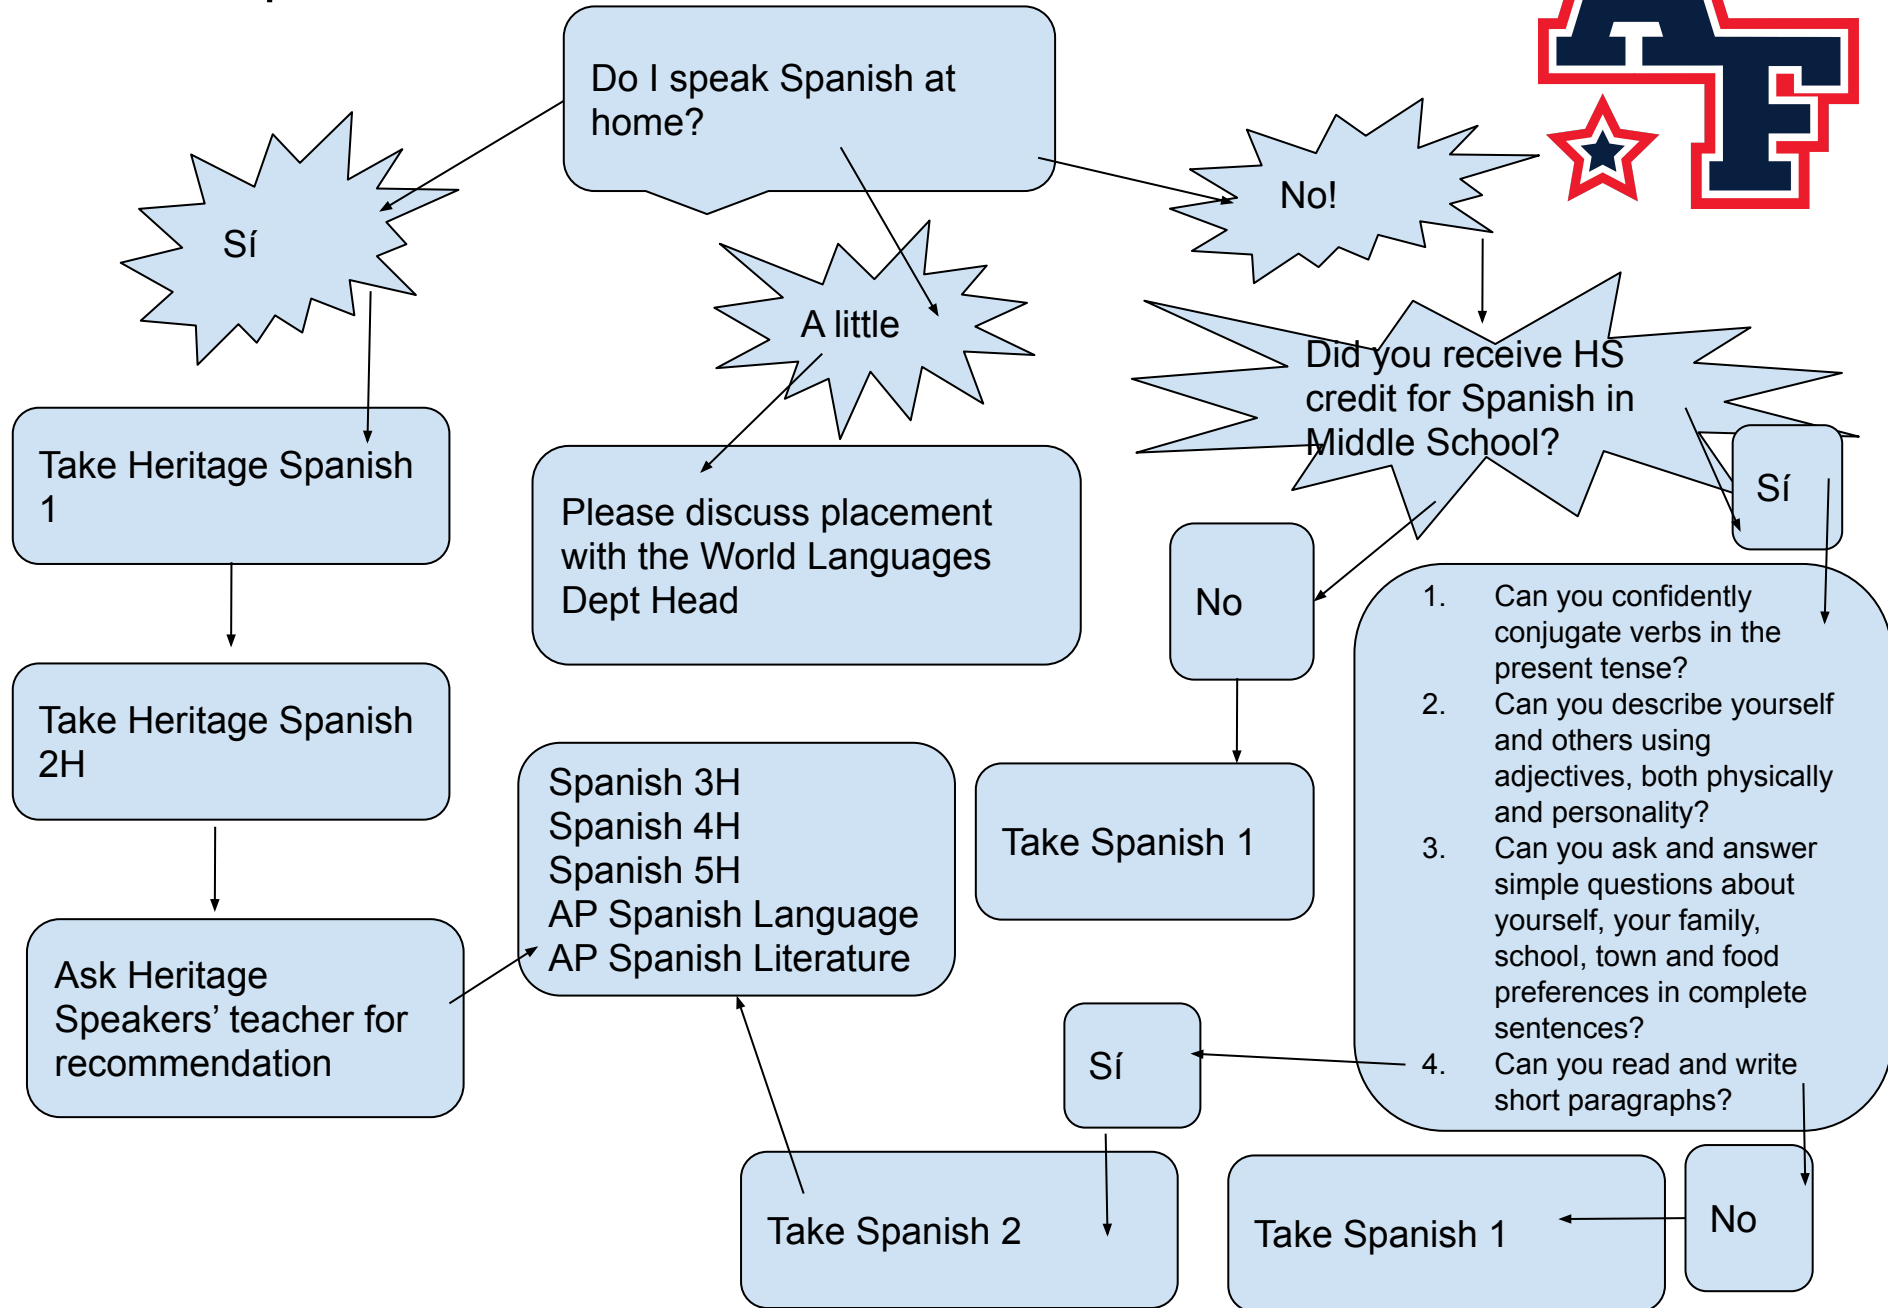 Do I speak Spanish at
home?
Sí
A little
No!
Did you receive HS
credit for Spanish in
Middle School?
Sí
No
Take Heritage Spanish
1
Please discuss placement
with the World Languages
Dept Head
1. Can you confidently
conjugate verbs in the
present tense?
2. Can you describe yourself
and others using
adjectives, both physically
and personality?
3. Can you ask and answer
simple questions about
yourself, your family,
school, town and food
preferences in complete
sentences?
4. Can you read and write
short paragraphs?
Take Heritage Spanish
2H
Spanish 3H
Spanish 4H
Spanish 5H
AP Spanish Language
AP Spanish Literature
Take Spanish 1
Ask Heritage
Speakers’ teacher for
recommendation
Sí
Take Spanish 2
Take Spanish 1
No
AF